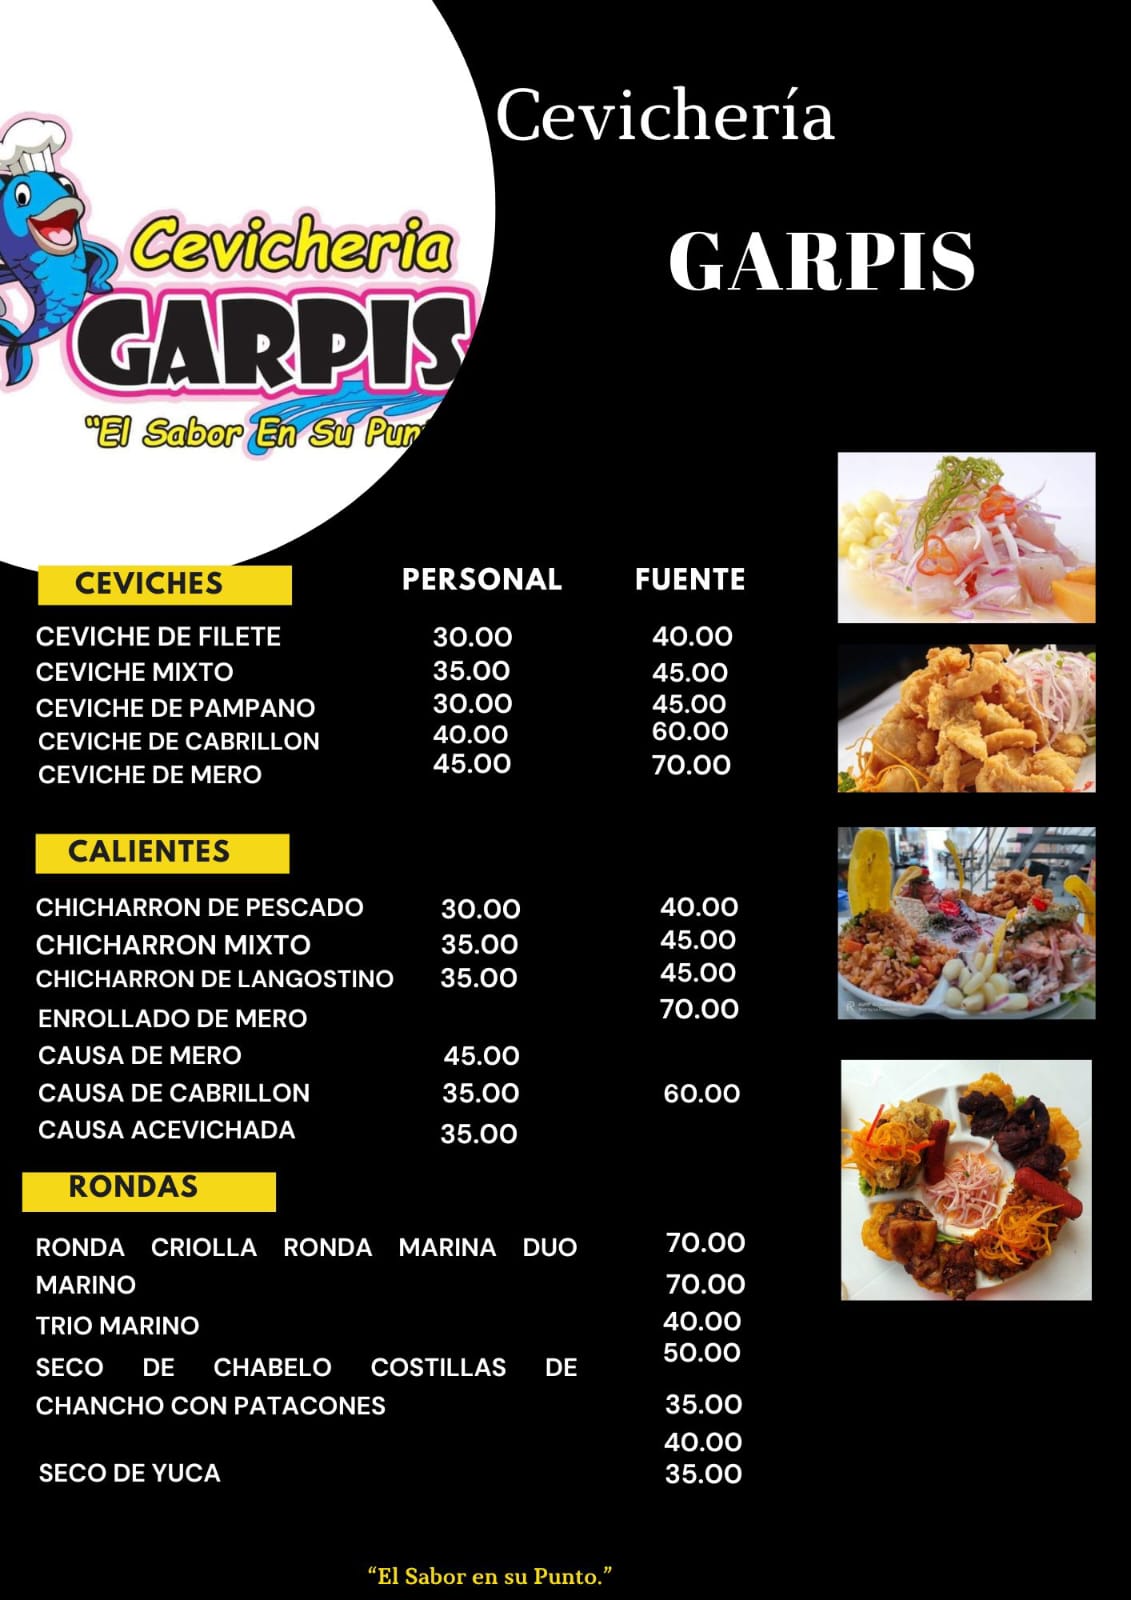 Cevichería
GARPIS
Cevicheria
GARPIS
"El Sabor En Su Punt
CEVICHES PERSONAL FUENTE
CEVICHE DE FILETE 30.00 40.00
CEVICHE MIXTO 35.00 45.00
CEVICHE DE PAMPANO 30.00 45.00
CEVICHE DE CABRILLON 40.00 60.00
CEVICHE DE MERO 45.00 70.00
CALIENTES
CHICHARRON DE PESCADO 30.00 40.00
CHICHARRON MIXTO 35.00 45.00
CHICHARRON DE LANGOSTINO 35.00 45.00
ENROLLADO DE MERO 70.00
CAUSA DE MERO 45.00
CAUSA DE CABRILLON 35.00 60.00
CAUSA ACEVICHADA 35.00
RONDAS
RONDA CRIOLLA RONDA MARINA DUO 70.00
MARINO 70.00
TRIO MARINO 40.00
50.00
SECO DE CHABELO COSTILLAS DE
CHANCHO CON PATACONES 35.00
40.00
SECO DE YUCA 35.00
“El Sabor en su Punto.”